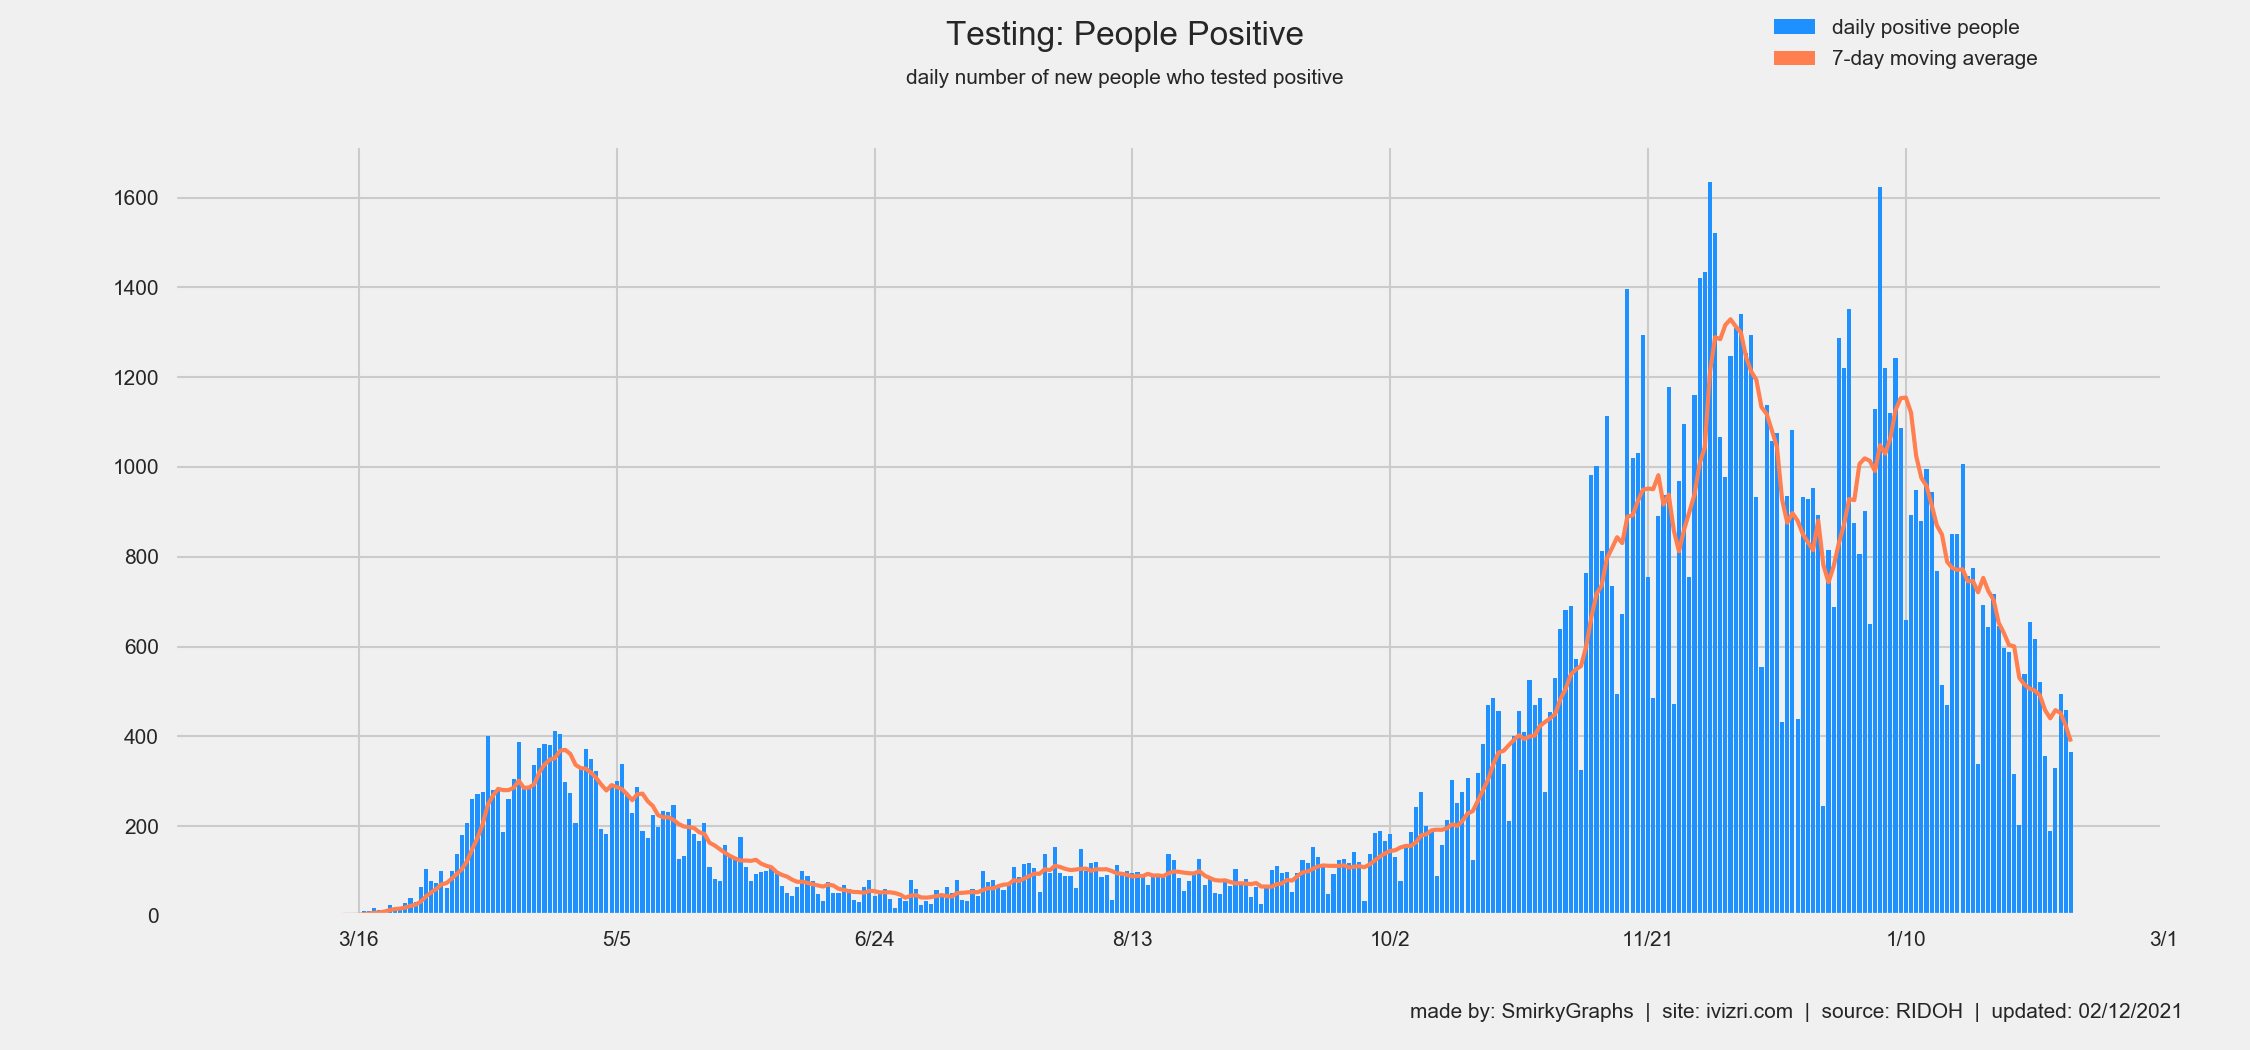 Testing: People Positive
daily number of new people who tested positive
daily positive people
7-day moving average
1600
1400
1200
1000
800
600
400
200
0
3/16 5/5 6/24 8/13 10/2 11/21 1/10 3/1
made by: SmirkyGraphs | site: ivizri.com | source: RIDOH | updated: 02/12/2021